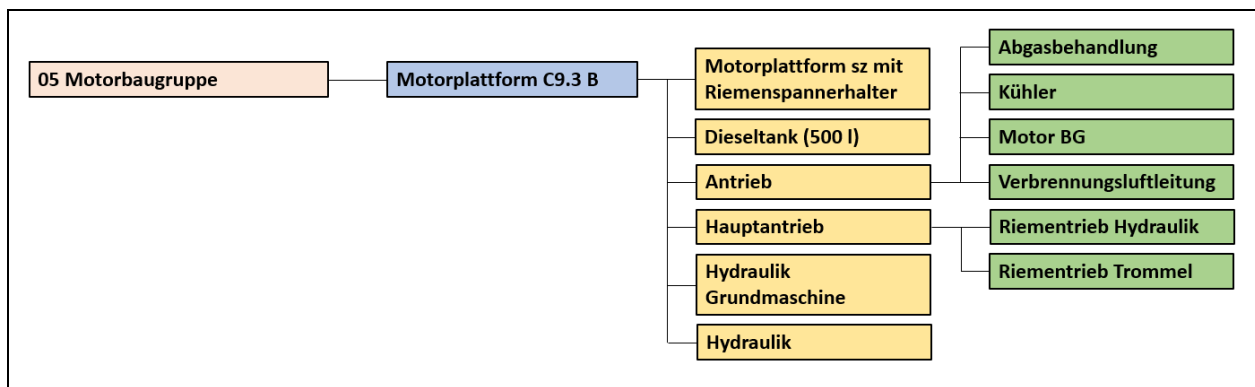 05 Motorbaugruppe
Motorplattform C9.3 B
Motorplattform sz mit
Riemenspannerhalter
Dieseltank (500 l)
Antrieb
Hauptantrieb
Hydraulik
Grundmaschine
Hydraulik
Abgasbehandlung
Kühler
Motor BG
Verbrennungsluftleitung
Riementrieb Hydraulik
Riementrieb Trommel